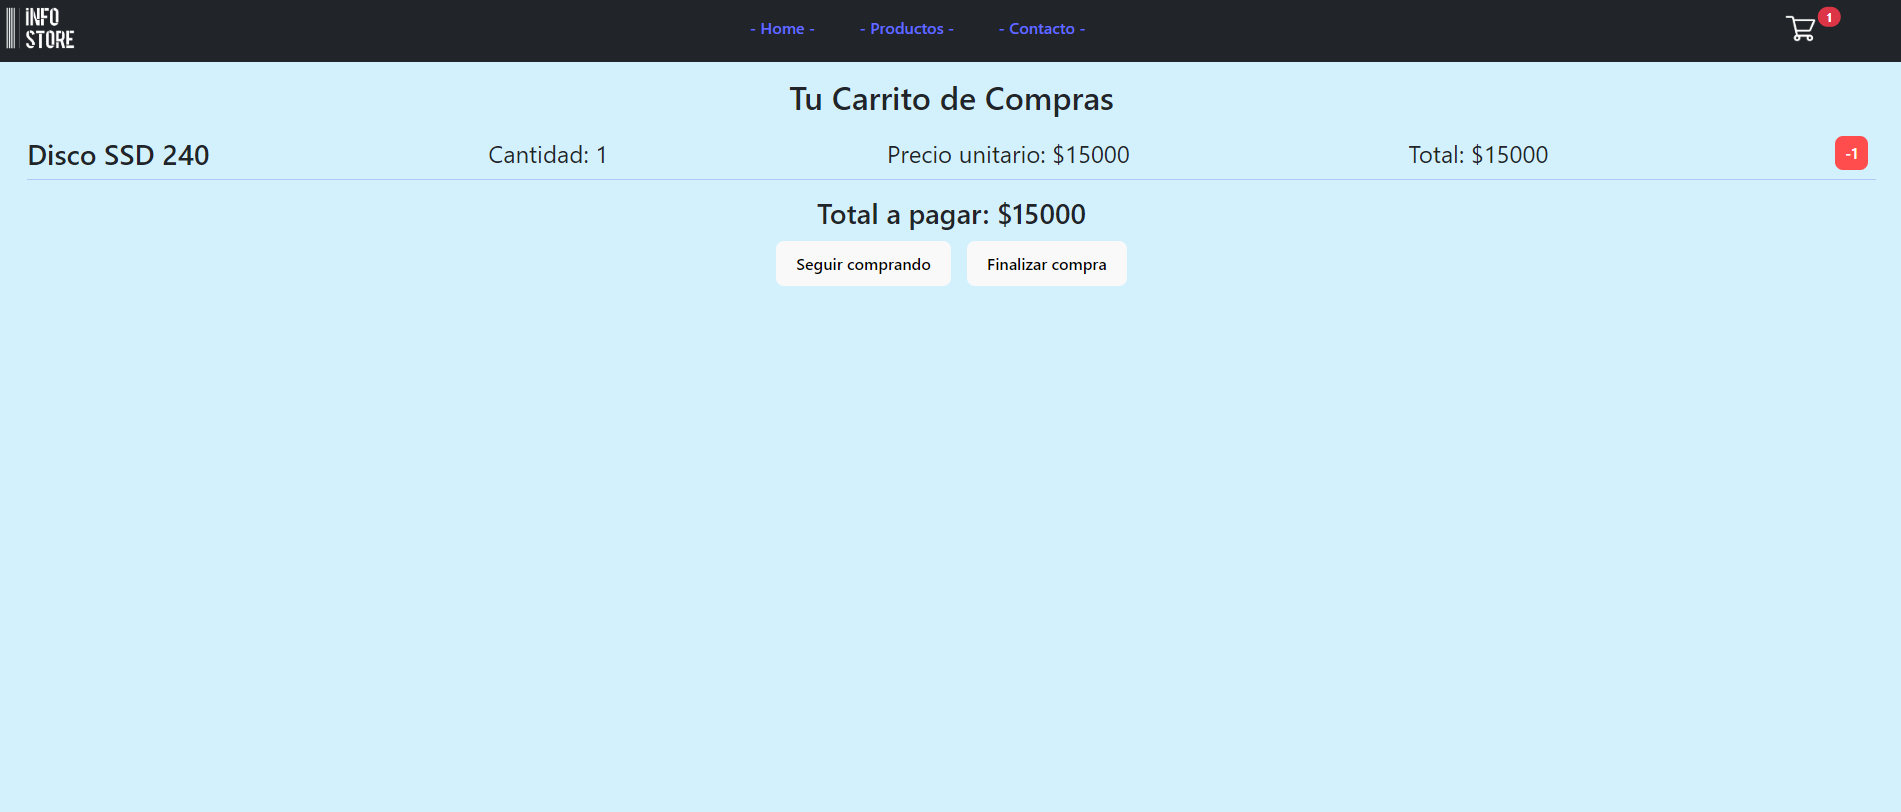 iNFO
STORE
- Home - - Productos - - Contacto -
1
Tu Carrito de Compras
Disco SSD 240 Cantidad: 1 Precio unitario: $15000 Total: $15000 -1
Total a pagar: $15000
Seguir comprando Finalizar compra